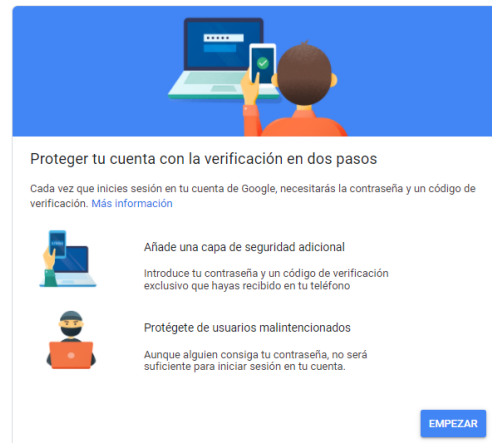 Proteger tu cuenta con la verificación en dos pasos
Cada vez que inicies sesión en tu cuenta de Google, necesitarás la contraseña y un código de
verificación. Más información
Añade una capa de seguridad adicional
Introduce tu contraseña y un código de verificación
exclusivo que hayas recibido en tu teléfono
Protégete de usuarios malintencionados
Aunque alguien consiga tu contraseña, no será
suficiente para iniciar sesión en tu cuenta.
EMPEZAR